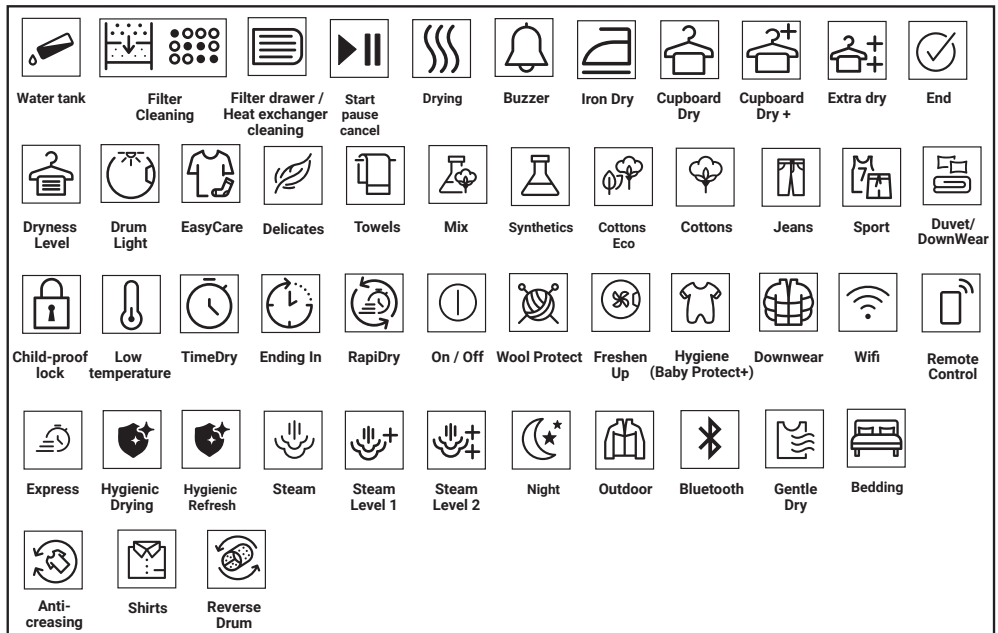 Water tank
Filter
Cleaning
Filter drawer /
Heat exchanger
cleaning
Start
pause
cancel
Drying
Buzzer
Iron Dry
Cupboard
Dry
Cupboard
Dry +
Extra dry
End
Dryness
Level
Drum
Light
EasyCare
Delicates
Towels
Mix
Synthetics
Cottons
Eco
Cottons
Jeans
7
Sport
Duvet/
DownWear
Child-proof
lock
Low
temperature
TimeDry
Ending In
RapiDry
On / Off
Wool Protect
Freshen
Up
Hygiene
(Baby Protect+)
Downwear
Wifi
Remote
Control
Express
Hygienic
Drying
Hygienic
Refresh
Steam
Steam
Level 1
Steam
Level 2
Night
Outdoor
Bluetooth
Gentle
Dry
Bedding
Anti-
creasing
Shirts
Reverse
Drum